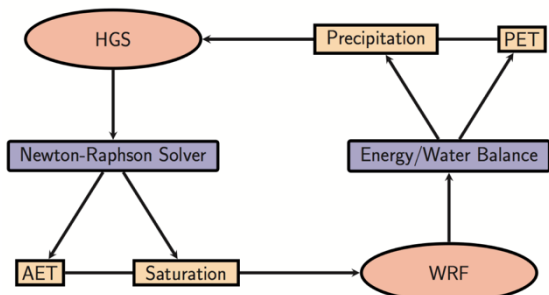 HGS
Precipitation
PET
Newton-Raphson Solver
Energy/Water Balance
AET
Saturation
WRF